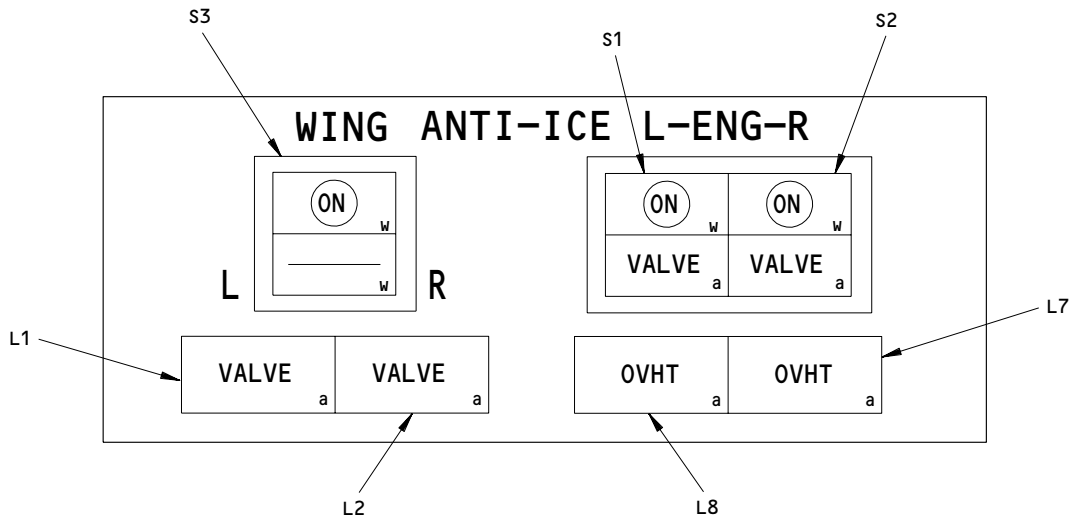 S3
S1
S2
WING ANTI-ICE L-ENG-R
ON
W
ON
W
ON
W
W
VALVE
a
VALVE
a
L
R
L1
VALVE
a
VALVE
a
OVHT
a
OVHT
a
L7
L2
L8